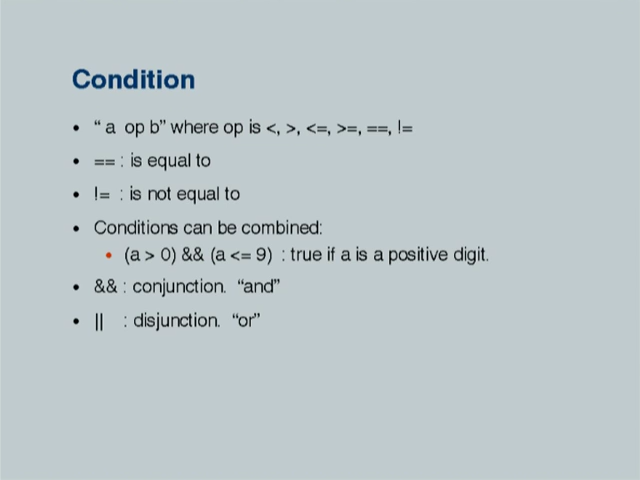 Condition
• “ a op b” where op is <, >, <=, >=, ==, !=
• == : is equal to
• != : is not equal to
• Conditions can be combined:
• (a > 0) && (a <= 9) : true if a is a positive digit.
• && : conjunction. “and”
• || : disjunction. “or”